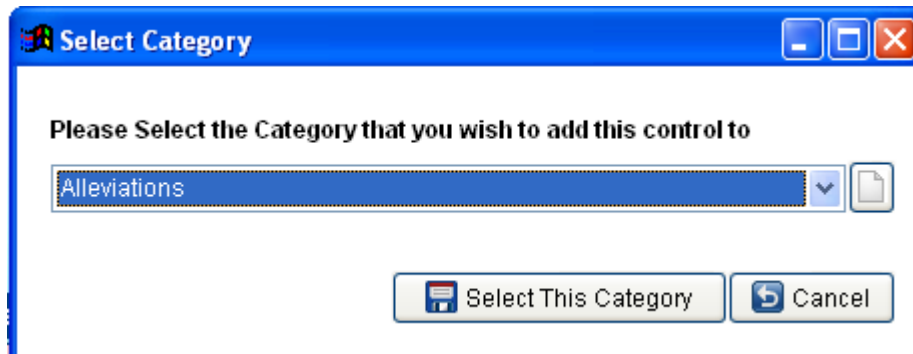 Select Category
Please Select the Category that you wish to add this control to
Alleviations
Select This Category
Cancel